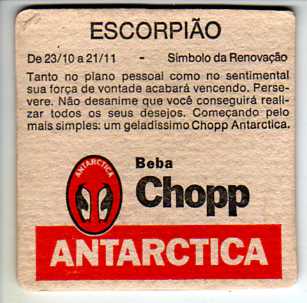 ESCORPIÃO
De 23/10 a 21/11 - Símbolo da Renovação
Tanto no plano pessoal como no sentimental
sua força de vontade acabará vencendo. Perse-
vere. Não desanime que você conseguirá reali-
zar todos os seus desejos. Começando pelo
mais simples: um geladíssimo Chopp Antarctica.
ANTARCTICA
Beba
Chopp
ANTARCTICA